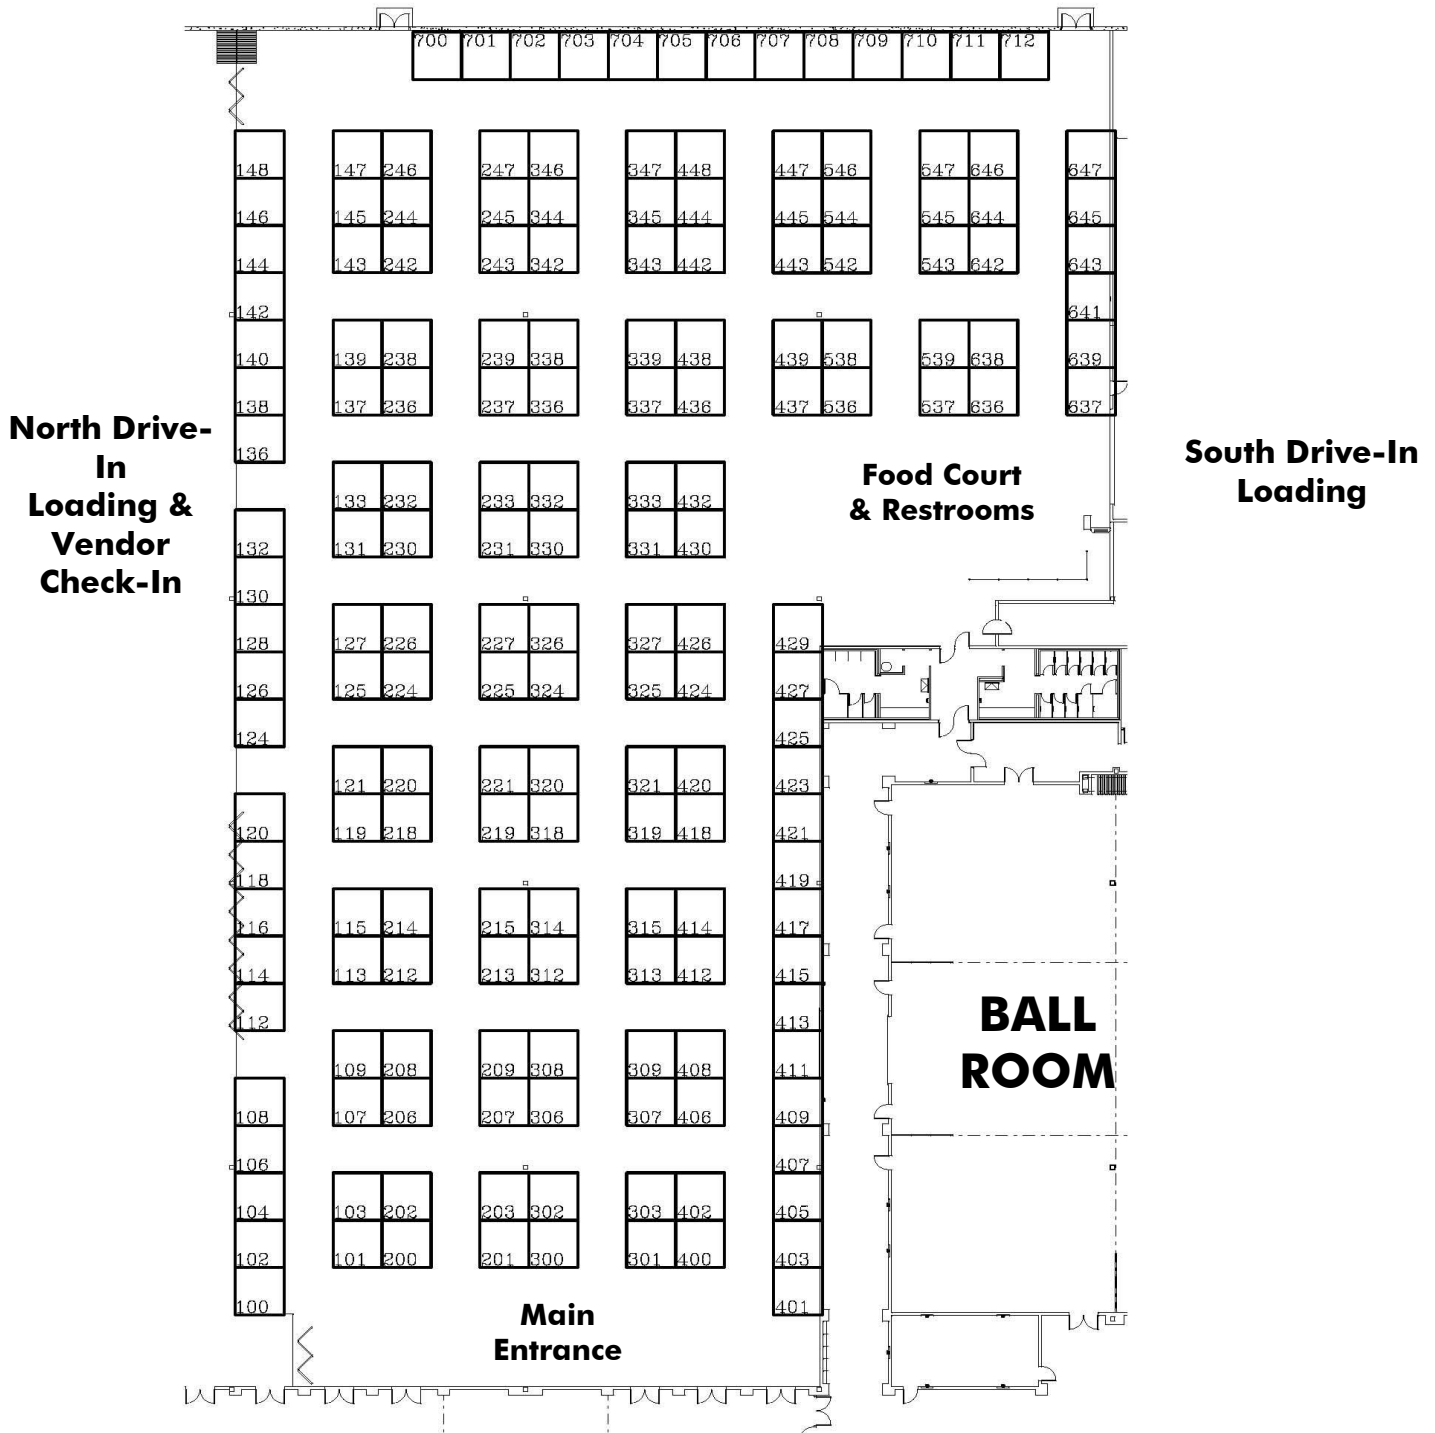 700 701 702 703 704 705 706 707 708 709 710 711 712
148 147 246 247 346 347 448 447 546 547 646 647
146 145 244 245 344 345 444 445 544 545 644 645
144 143 242 243 342 343 442 443 542 543 642 643
142 641
140 139 238 239 338 339 438 439 538 539 638 639
138 137 236 237 336 337 436 437 536 537 636 637
North Drive-
In
Loading &
Vendor
Check-In
136
Food Court
& Restrooms
South Drive-In
Loading
133 232 233 332 333 432
132 131 230 231 330 331 430
130
128 127 226 227 326 327 426 429
126 125 224 225 324 325 424 427
124 425
121 220 221 320 321 420 423
120 119 218 219 318 319 418 421
118 419
116 115 214 215 314 315 414 417
114 113 212 213 312 313 412 415
112 413
BALL
ROOM
109 208 209 308 309 408 411
108 107 206 207 306 307 406 409
106 407
104 103 202 203 302 303 402 405
102 101 200 201 300 301 400 403
100 401
Main
Entrance